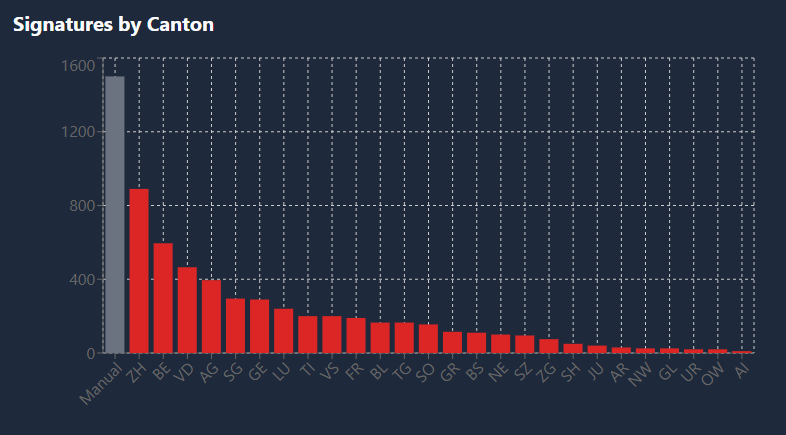 Signatures by Canton
1600
1200
800
400
0
Manual ZH BE VD AG SG GE LU TI VS FR BL TG SO GR BS NE SZ ZG SH JU AR NW GL UR OW AI